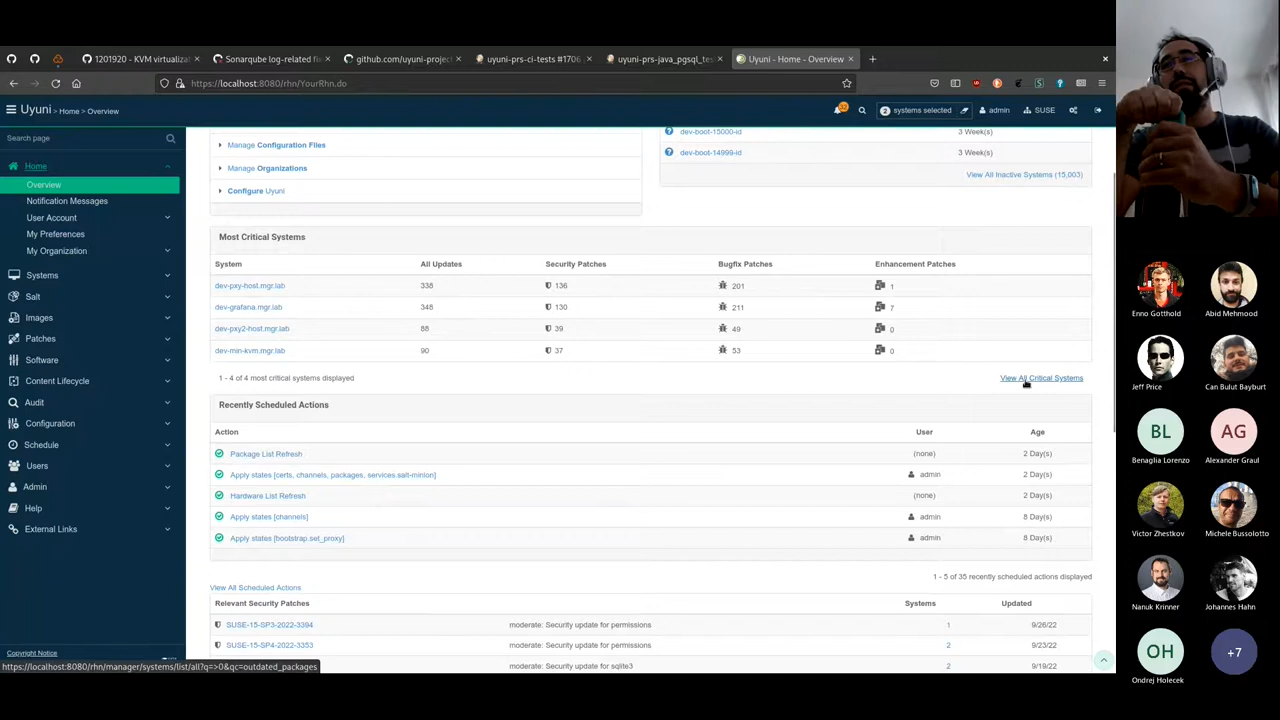 1201920 - KVM virtualizat
Sonarqube log-related fi
github.com/uyuni-projec
uyuni-prs-ci-tests #1706
uyuni-prs-java_pgsql_tes
Uyuni - Home - Overview
https://localhost:8080/rhn/YourRhn.do
Uyuni > Home > Overview
2 systems selected
admin
SUSE
Search page
Home
Overview
Notification Messages
User Account
My Preferences
My Organization
Systems
Salt
Images
Patches
Software
Content Lifecycle
Audit
Configuration
Schedule
Users
Admin
Help
External Links
Copyright Notice
https://localhost:8080/rhn/manager/systems/list/all?q=>0&qc=outdated_packages
Manage Configuration Files
Manage Organizations
Configure Uyuni
dev-boot-15000-id 3 Week(s)
dev-boot-14999-id 3 Week(s)
View All Inactive Systems (15,003)
Most Critical Systems
System All Updates Security Patches Bugfix Patches Enhancement Patches
dev-pxy-host.mgr.lab 338 136 201 1
dev-grafana.mgr.lab 348 130 211 7
dev-pxy2-host.mgr.lab 88 39 49 0
dev-min-kvm.mgr.lab 90 37 53 0
1 - 4 of 4 most critical systems displayed View All Critical Systems
Recently Scheduled Actions
Action User Age
Package List Refresh (none) 2 Day(s)
Apply states [certs, channels, packages, services.salt-minion] admin 2 Day(s)
Hardware List Refresh (none) 2 Day(s)
Apply states [channels] admin 8 Day(s)
Apply states [bootstrap.set_proxy] admin 8 Day(s)
1 - 5 of 35 recently scheduled actions displayed
View All Scheduled Actions
Relevant Security Patches Systems Updated
SUSE-15-SP3-2022-3394 moderate: Security update for permissions 1 9/26/22
SUSE-15-SP4-2022-3353 moderate: Security update for permissions 2 9/23/22
moderate: Security update for sqlite3 2 9/19/22
Enno Gotthold
Abid Mehmood
Jeff Price
Can Bulut Bayburt
BL
AG
Benaglia Lorenzo
Alexander Graul
Victor Zhestkov
Michele Bussolotto
Nanuk Krinner
Johannes Hahn
OH
+7
Ondrej Holecek